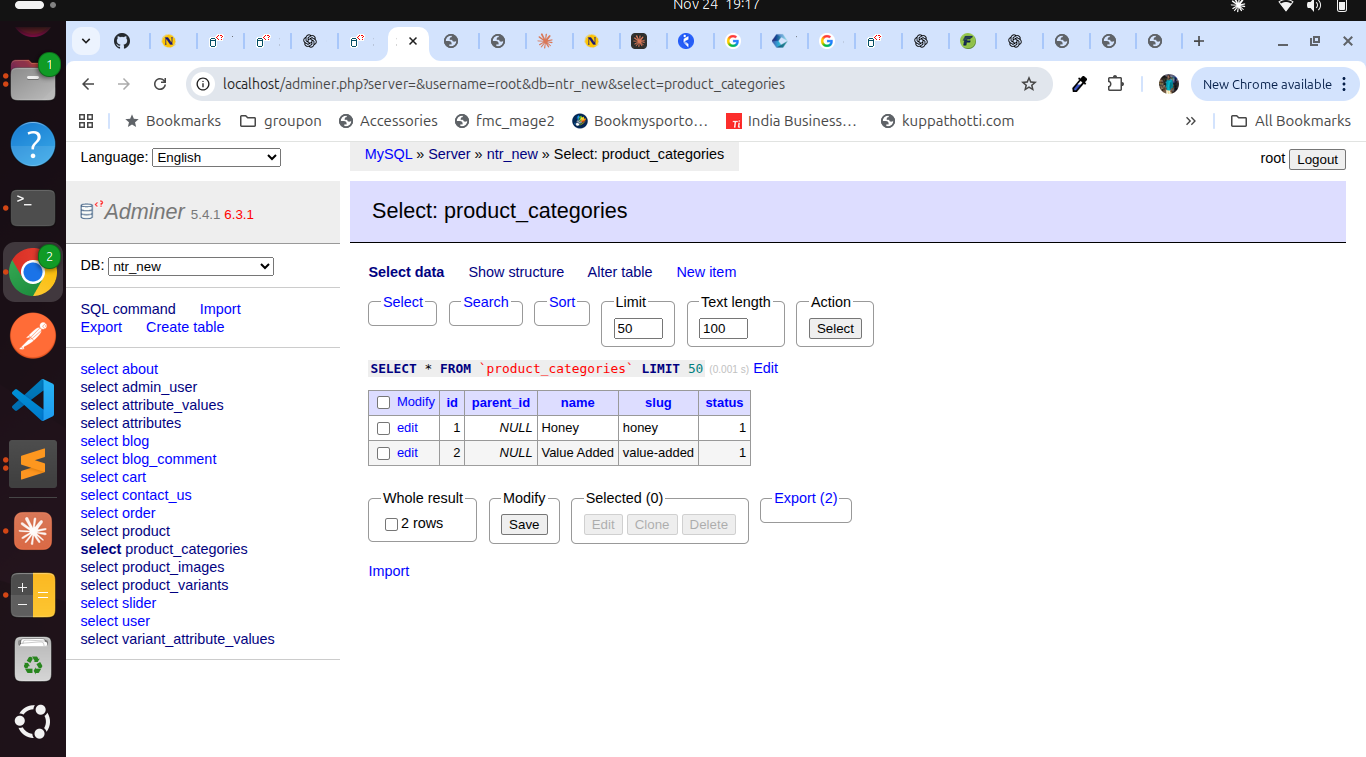 Nov 24 19:17
1
2
localhost/adminer.php?server=&username=root&db=ntr_new&select=product_categories
New Chrome available
Bookmarks
groupon
Accessories
fmc_mage2
Bookmysporto…
India Business…
kuppathotti.com
All Bookmarks
Language: English
MySQL » Server » ntr_new » Select: product_categories
root Logout
Adminer 5.4.1 6.3.1
Select: product_categories
DB: ntr_new
SQL command Import
Export Create table
select about
select admin_user
select attribute_values
select attributes
select blog
select blog_comment
select cart
select contact_us
select order
select product
select product_categories
select product_images
select product_variants
select slider
select user
select variant_attribute_values
Select data Show structure Alter table New item
Select Search Sort Limit Text length Action
50 100 Select
SELECT * FROM `product_categories` LIMIT 50 (0.001 s) Edit
Modify id parent_id name slug status
edit 1 NULL Honey honey 1
edit 2 NULL Value Added value-added 1
Whole result Modify Selected (0) Export (2)
2 rows Save Edit Clone Delete
Import